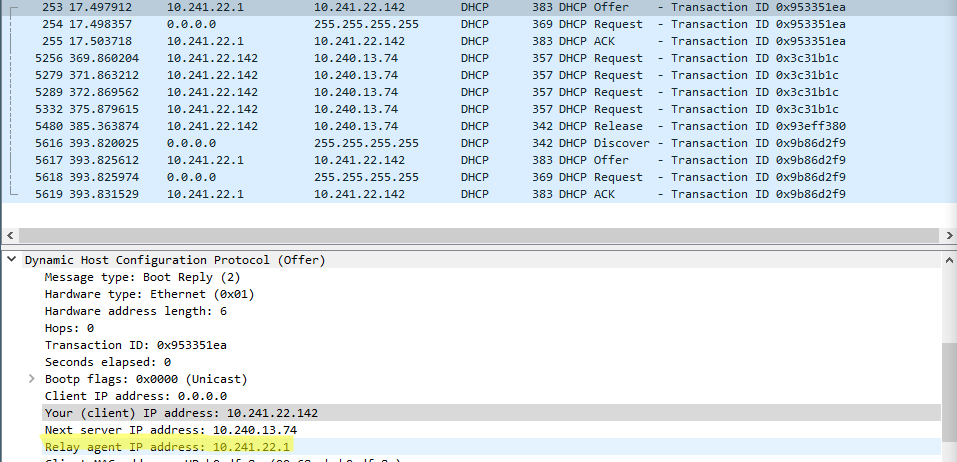 253 17.497912 10.241.22.1 10.241.22.142 DHCP 383 DHCP Offer - Transaction ID 0x953351ea
254 17.498357 0.0.0.0 255.255.255.255 DHCP 369 DHCP Request - Transaction ID 0x953351ea
255 17.503718 10.241.22.1 10.241.22.142 DHCP 383 DHCP ACK - Transaction ID 0x953351ea
5256 369.860204 10.241.22.142 10.240.13.74 DHCP 357 DHCP Request - Transaction ID 0x3c31b1c
5279 371.863212 10.241.22.142 10.240.13.74 DHCP 357 DHCP Request - Transaction ID 0x3c31b1c
5289 372.869562 10.241.22.142 10.240.13.74 DHCP 357 DHCP Request - Transaction ID 0x3c31b1c
5332 375.879615 10.241.22.142 10.240.13.74 DHCP 357 DHCP Request - Transaction ID 0x3c31b1c
5480 385.363874 10.241.22.142 10.240.13.74 DHCP 342 DHCP Release - Transaction ID 0x93eff380
5616 393.820025 0.0.0.0 255.255.255.255 DHCP 342 DHCP Discover - Transaction ID 0x9b86d2f9
5617 393.825612 10.241.22.1 10.241.22.142 DHCP 383 DHCP Offer - Transaction ID 0x9b86d2f9
5618 393.825974 0.0.0.0 255.255.255.255 DHCP 369 DHCP Request - Transaction ID 0x9b86d2f9
5619 393.831529 10.241.22.1 10.241.22.142 DHCP 383 DHCP ACK - Transaction ID 0x9b86d2f9
Dynamic Host Configuration Protocol (Offer)
Message type: Boot Reply (2)
Hardware type: Ethernet (0x01)
Hardware address length: 6
Hops: 0
Transaction ID: 0x953351ea
Seconds elapsed: 0
Bootp flags: 0x0000 (Unicast)
Client IP address: 0.0.0.0
Your (client) IP address: 10.241.22.142
Next server IP address: 10.240.13.74
Relay agent IP address: 10.241.22.1